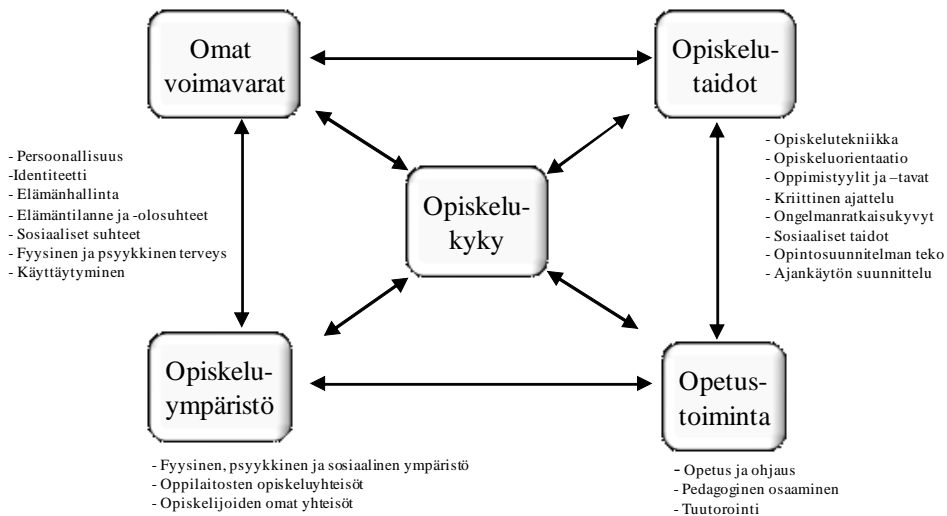 Omat
voimavarat
Opiskelu-
taidot
- Persoonallisuus
-Identiteetti
- Elämänhallinta
- Elämäntilanne ja -olosuhteet
- Sosiaaliset suhteet
- Fyysinen ja psyykkinen terveys
- Käyttäytyminen
Opiskelu-
kyky
- Opiskelutekniikka
- Opiskeluorientaatio
- Oppimistyylit ja –tavat
- Kriittinen ajattelu
- Ongelmanratkaisukyvyt
- Sosiaaliset taidot
- Opintosuunnitelman teko
- Ajankäytön suunnittelu
Opiskelu-
ympäristö
Opetus-
toiminta
- Fyysinen, psyykkinen ja sosiaalinen ympäristö
- Oppilaitosten opiskeluyhteisöt
- Opiskelijoiden omat yhteisöt
- Opetus ja ohjaus
- Pedagoginen osaaminen
- Tuutorointi